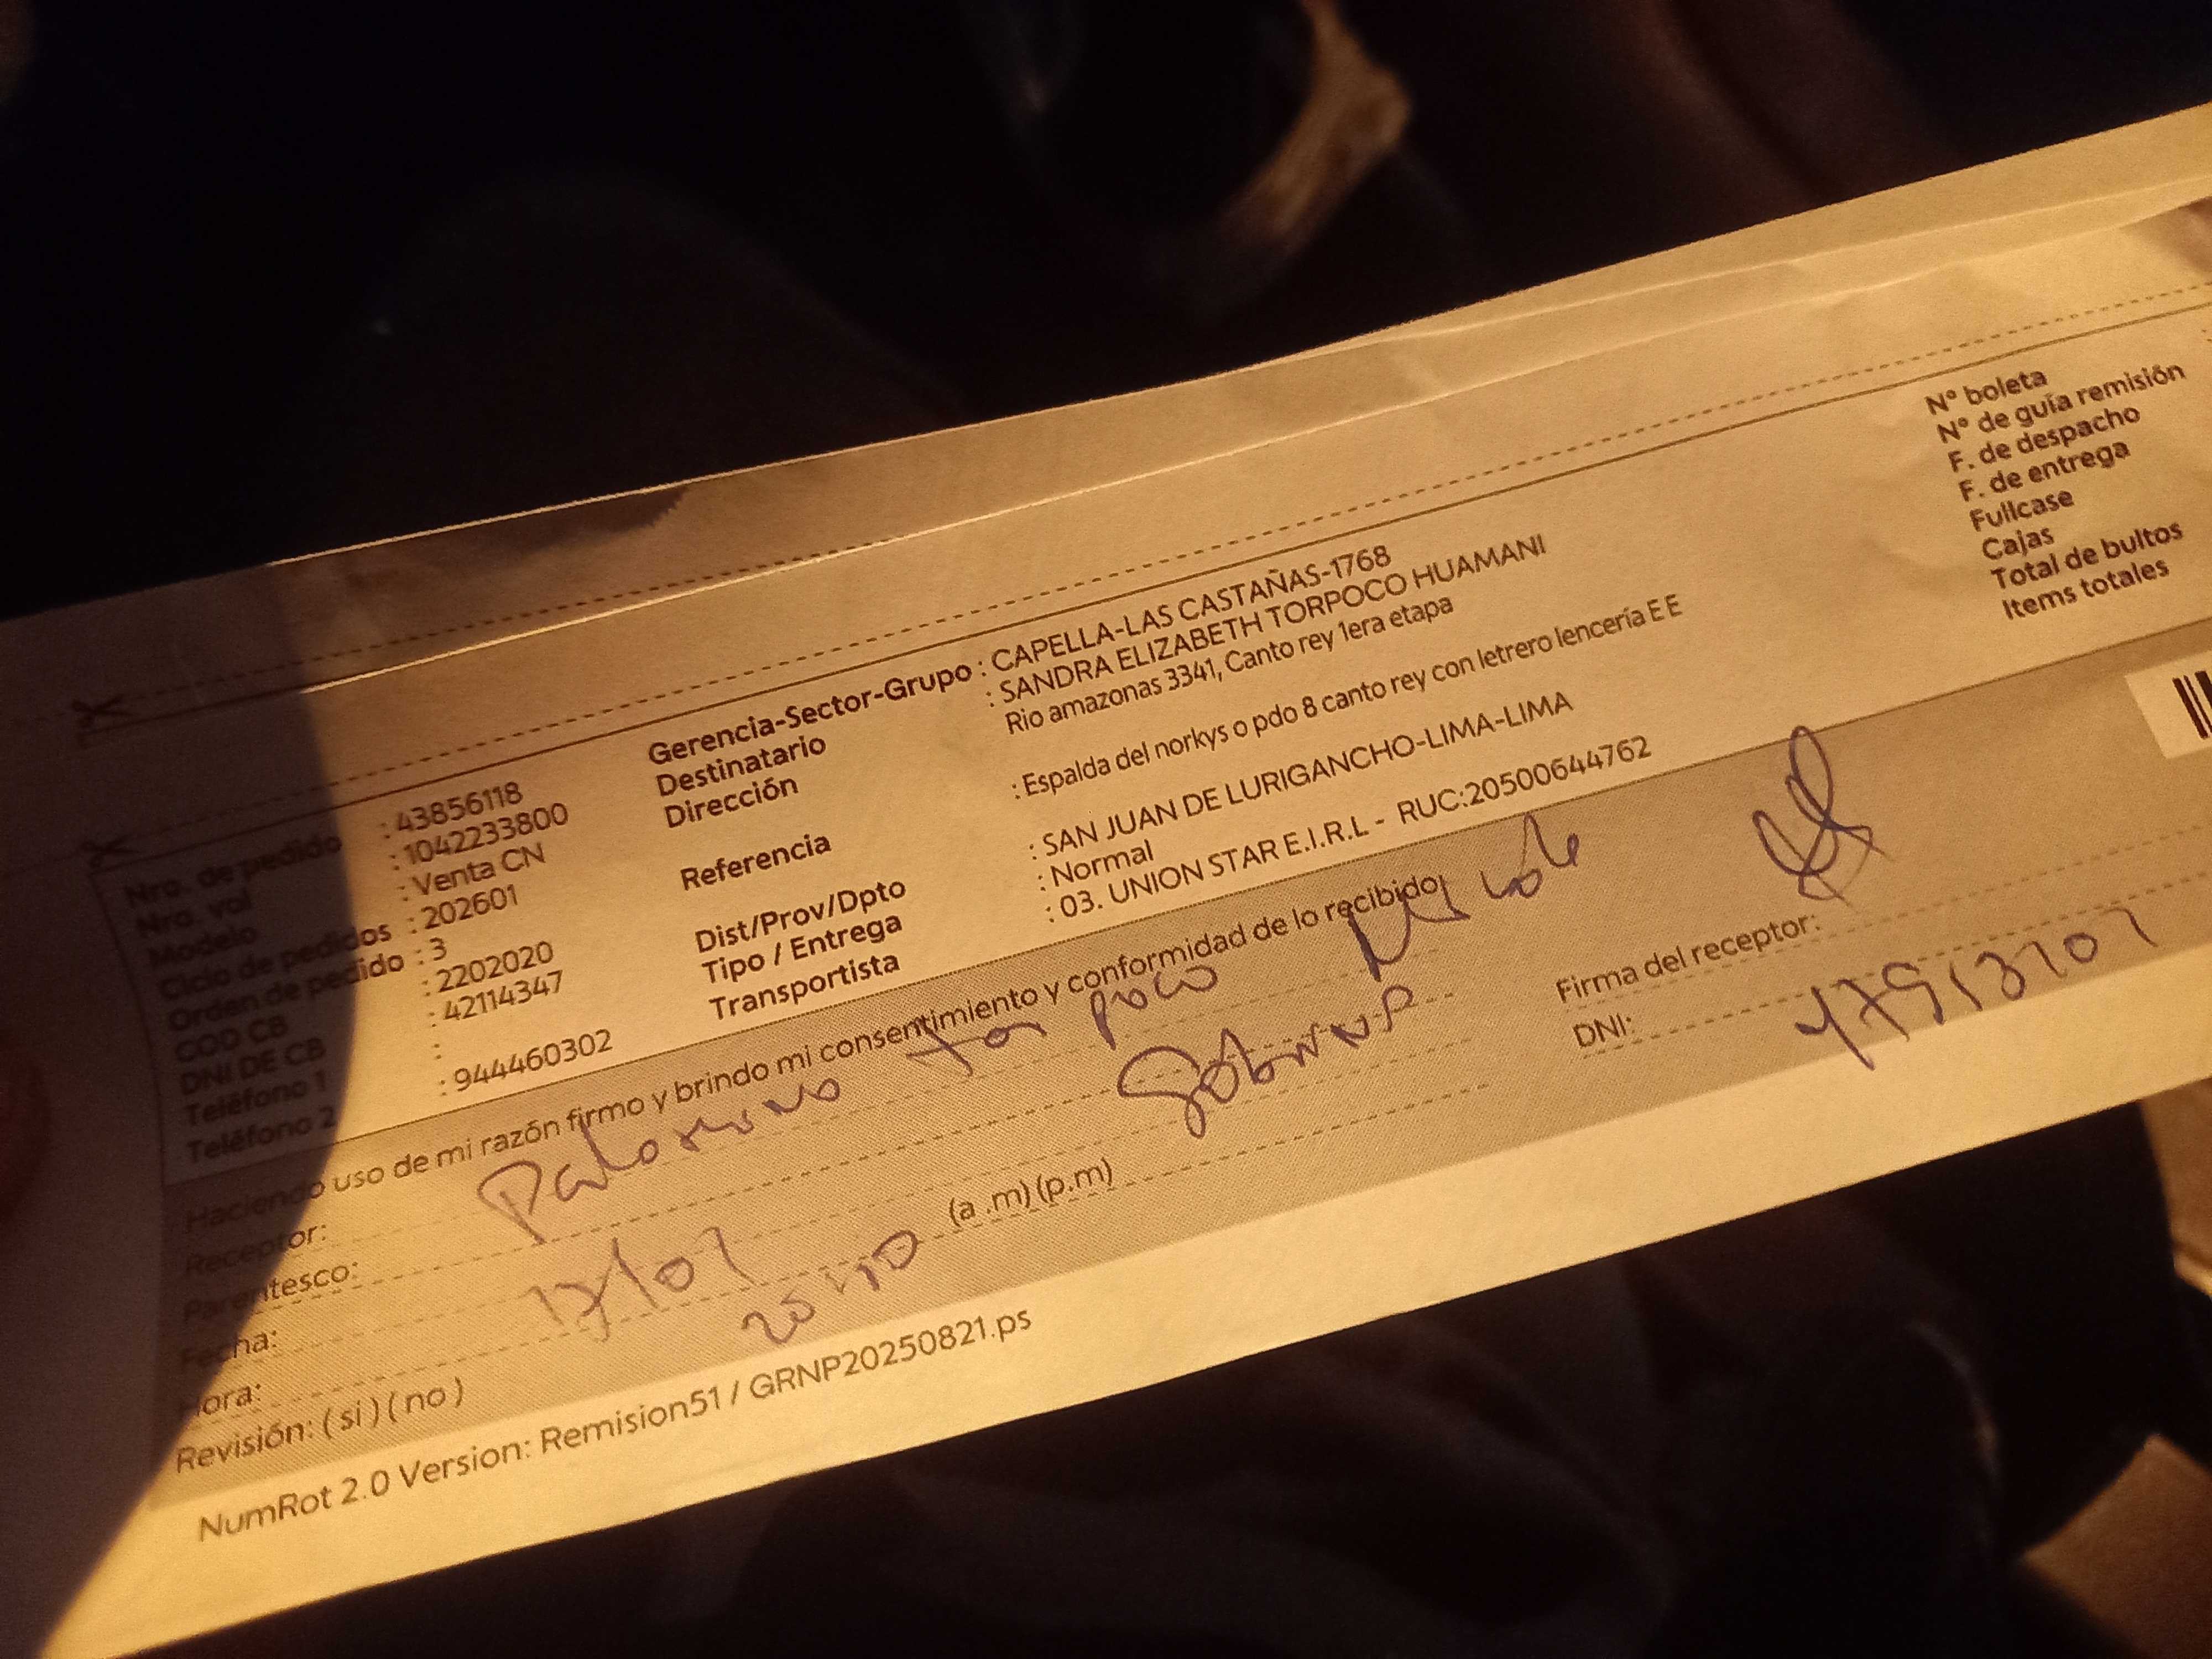 Nro. de pedido : 43856118
Nro. vol : 1042233800
Modelo : Venta CN
Ciclo de pedidos : 202601
Orden de pedido : 3
COD CB : 2202020
DNI DE CB : 42114347
Teléfono 1 :
Teléfono 2 : 944460302
Gerencia-Sector-Grupo : CAPELLA-LAS CASTAÑAS-1768
Destinatario : SANDRA ELIZABETH TORPOCO HUAMANI
Dirección Rio amazonas 3341, Canto rey 1era etapa
Referencia : Espalda del norkys o pdo 8 canto rey con letrero lencería E E
Dist/Prov/Dpto : SAN JUAN DE LURIGANCHO-LIMA-LIMA
Tipo / Entrega : Normal
Transportista : 03. UNION STAR E.I.R.L - RUC:20500644762
N° boleta
N° de guía remisión
F. de despacho
F. de entrega
Fullcase
Cajas
Total de bultos
Items totales
Haciendo uso de mi razón firmo y brindo mi consentimiento y conformidad de lo recibido
Receptor: Palomino Torpoco
Parentesco: Sobrina
Fecha: 17/01
Hora: (a .m) (p.m)
Revisión: ( si ) ( no )
Firma del receptor:
DNI:
NumRot 2.0 Version: Remision51 / GRNP20250821.ps